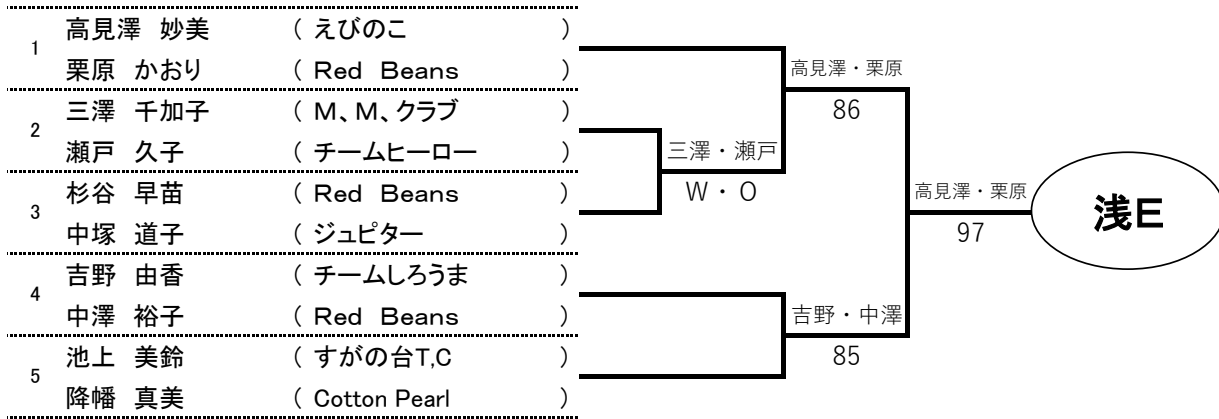 1
高見澤 妙美 ( えびのこ )
栗原 かおり ( Red Beans )
2
三澤 千加子 ( M、M、クラブ )
瀬戸 久子 ( チームヒーロー )
3
杉谷 早苗 ( Red Beans )
中塚 道子 ( ジュピター )
4
吉野 由香 ( チームしろうま )
中澤 裕子 ( Red Beans )
5
池上 美鈴 ( すがの台T,C )
降幡 真美 ( Cotton Pearl )
三澤・瀬戸
W・O
高見澤・栗原
86
吉野・中澤
85
高見澤・栗原
97
浅E